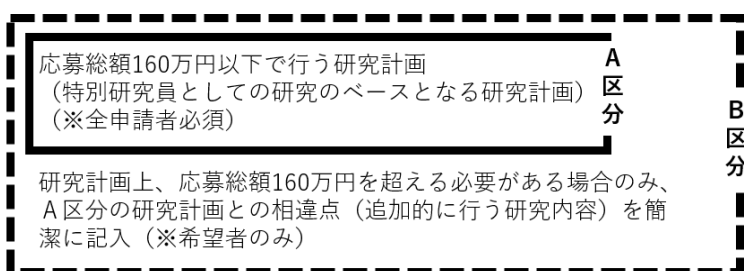 応募総額160万円以下で行う研究計画
（特別研究員としての研究のベースとなる研究計画）
（※全申請者必須）
A区分
研究計画上、応募総額160万円を超える必要がある場合のみ、
Ａ区分の研究計画との相違点（追加的に行う研究内容）を簡
潔に記入（※希望者のみ）
B区分